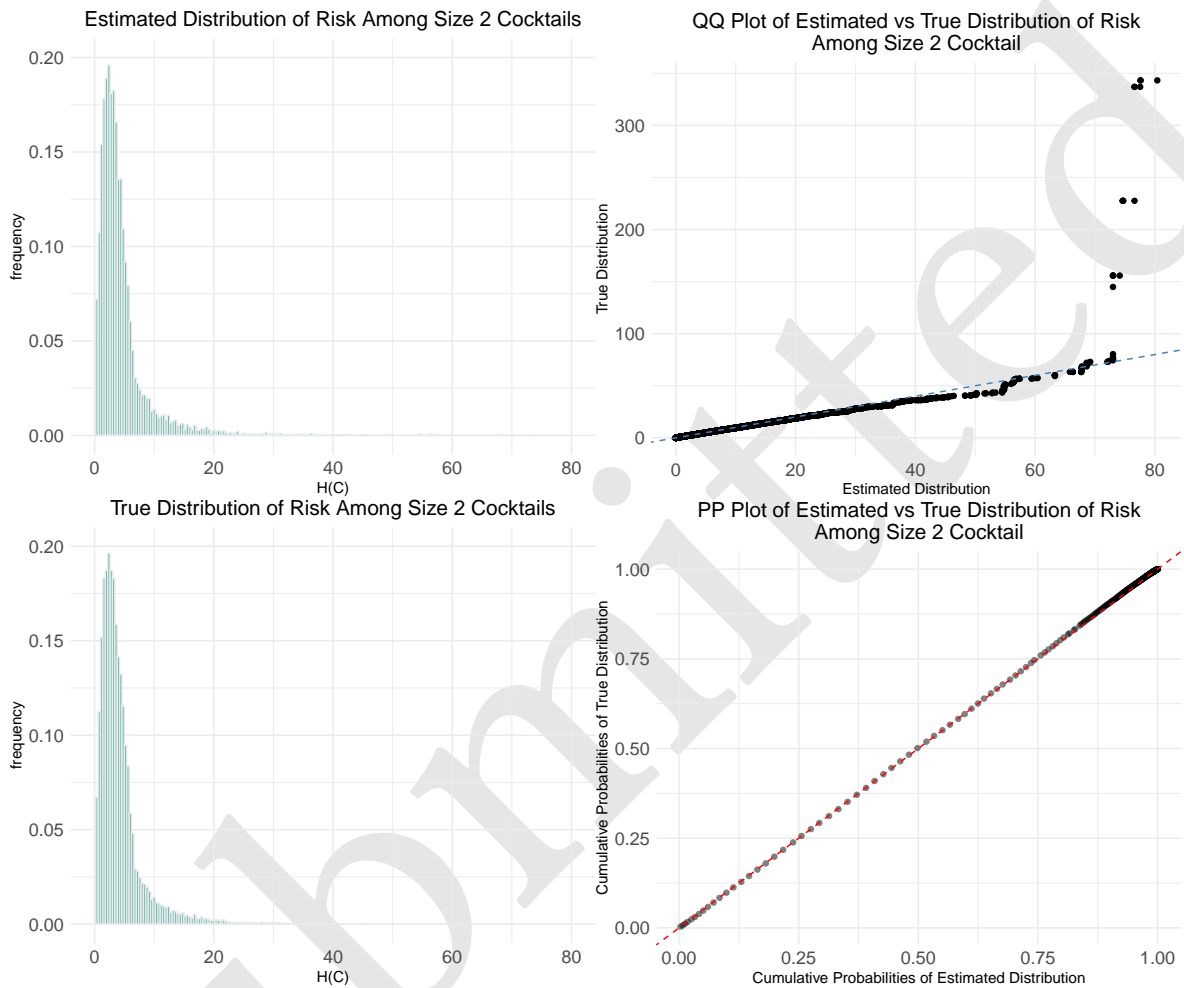 Estimated Distribution of Risk Among Size 2 Cocktails
0.20
0.15
0.10
0.05
0.00
frequency
0
20
40
60
80
H(C)
QQ Plot of Estimated vs True Distribution of Risk
Among Size 2 Cocktail
300
200
100
0
True Distribution
0
20
40
60
80
Estimated Distribution
True Distribution of Risk Among Size 2 Cocktails
0.20
0.15
0.10
0.05
0.00
frequency
0
20
40
60
80
H(C)
PP Plot of Estimated vs True Distribution of Risk
Among Size 2 Cocktail
1.00
0.75
0.50
0.25
0.00
Cumulative Probabilities of True Distribution
0.00
0.25
0.50
0.75
1.00
Cumulative Probabilities of Estimated Distribution
bmitted